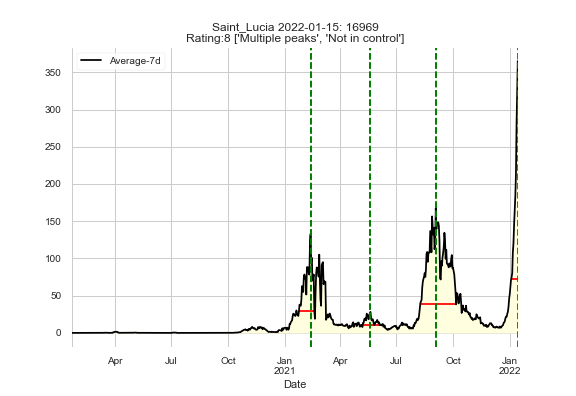 Saint_Lucia 2022-01-15: 16969
Rating:8 ['Multiple peaks', 'Not in control']
Average-7d
350
300
250
200
150
100
50
0
Apr Jul Oct Jan Apr Jul Oct Jan
2021 2022
Date